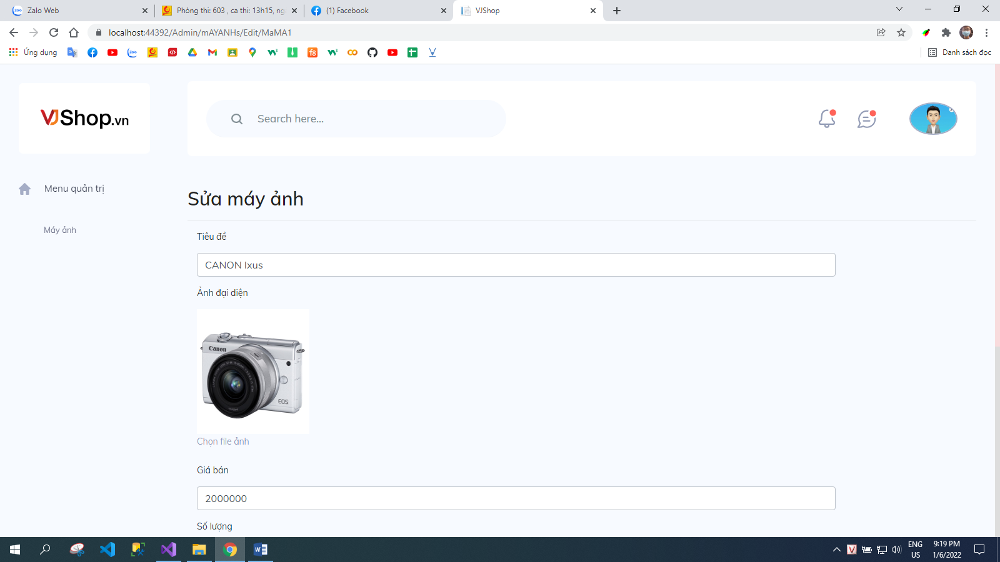 Zalo Web
Phòng thi: 603 , ca thi: 13h15, ng
(1) Facebook
VJShop
localhost:44392/Admin/mAYANHs/Edit/MaMA1
Ứng dụng
Danh sách đọc
VJShop.vn
Search here...
Menu quản trị
Máy ảnh
Sửa máy ảnh
Tiêu đề
CANON Ixus
Ảnh đại diện
Canon
EOS
Chọn file ảnh
Giá bán
2000000
Số lượng
ENG
US
9:19 PM
1/6/2022